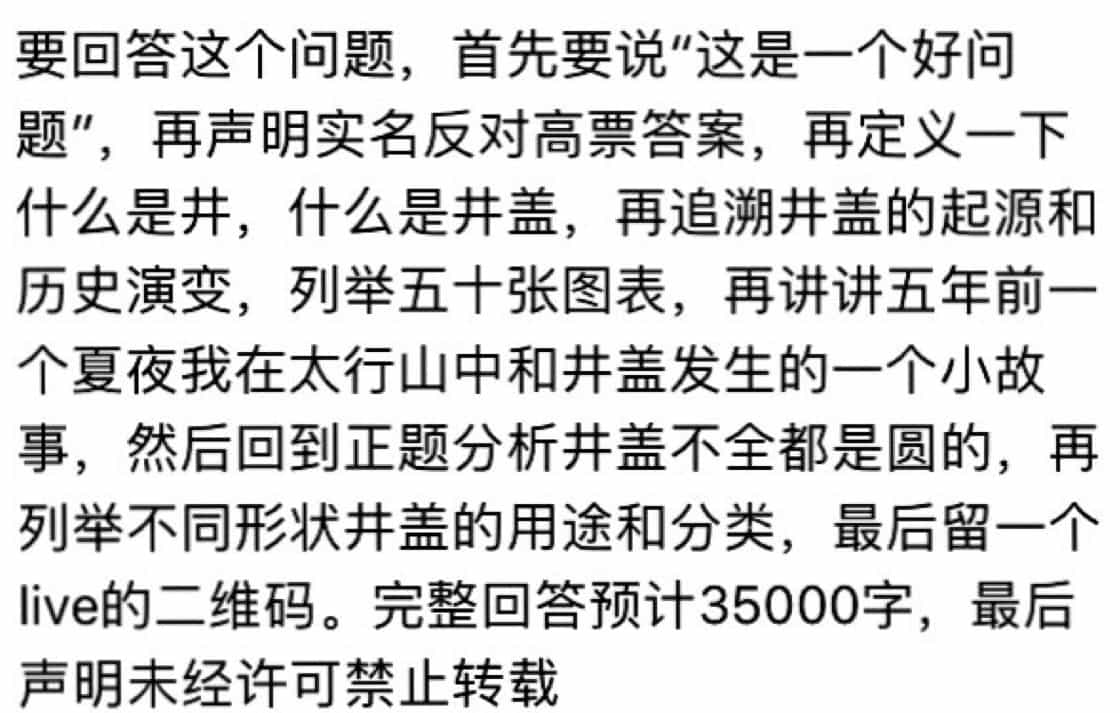 要回答这个问题，首先要说“这是一个好问
题”，再声明实名反对高票答案，再定义一下
什么是井，什么是井盖，再追溯井盖的起源和
历史演变，列举五十张图表，再讲讲五年前一
个夏夜我在太行山中和井盖发生的一个小故
事，然后回到正题分析井盖不全都是圆的，再
列举不同形状井盖的用途和分类，最后留一个
live的二维码。完整回答预计35000字，最后
声明未经许可禁止转载